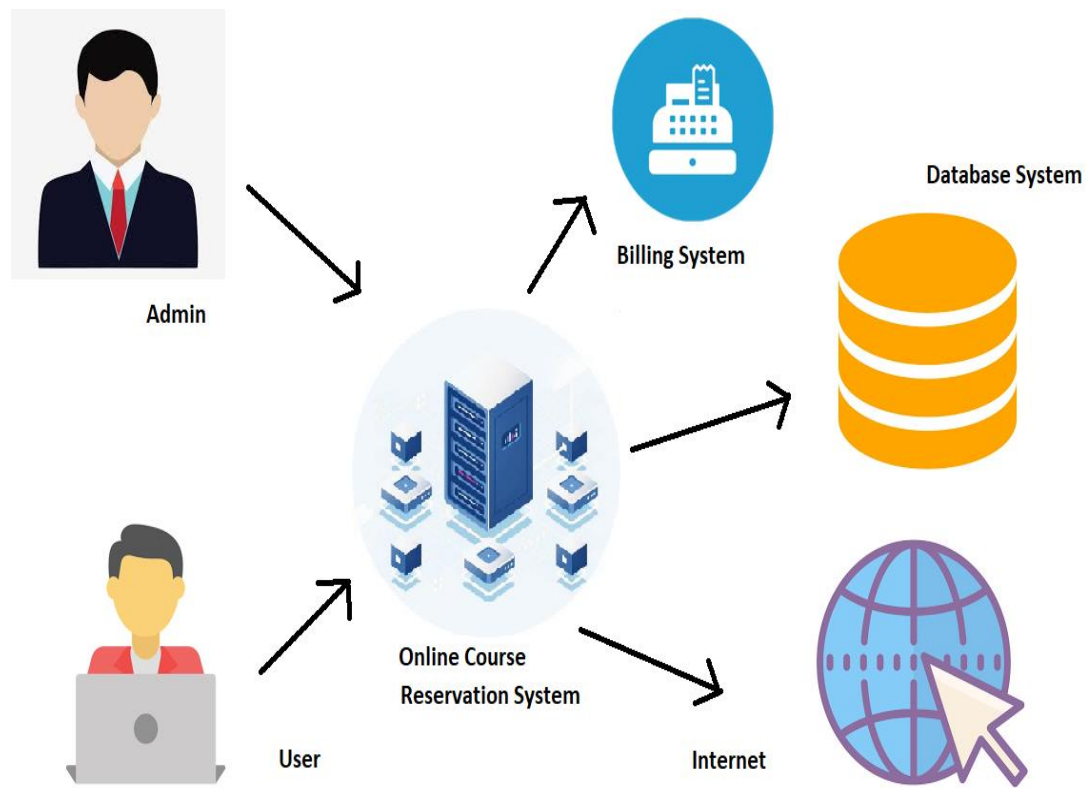 Database System
Billing System
Admin
Online Course
Reservation System
User
Internet